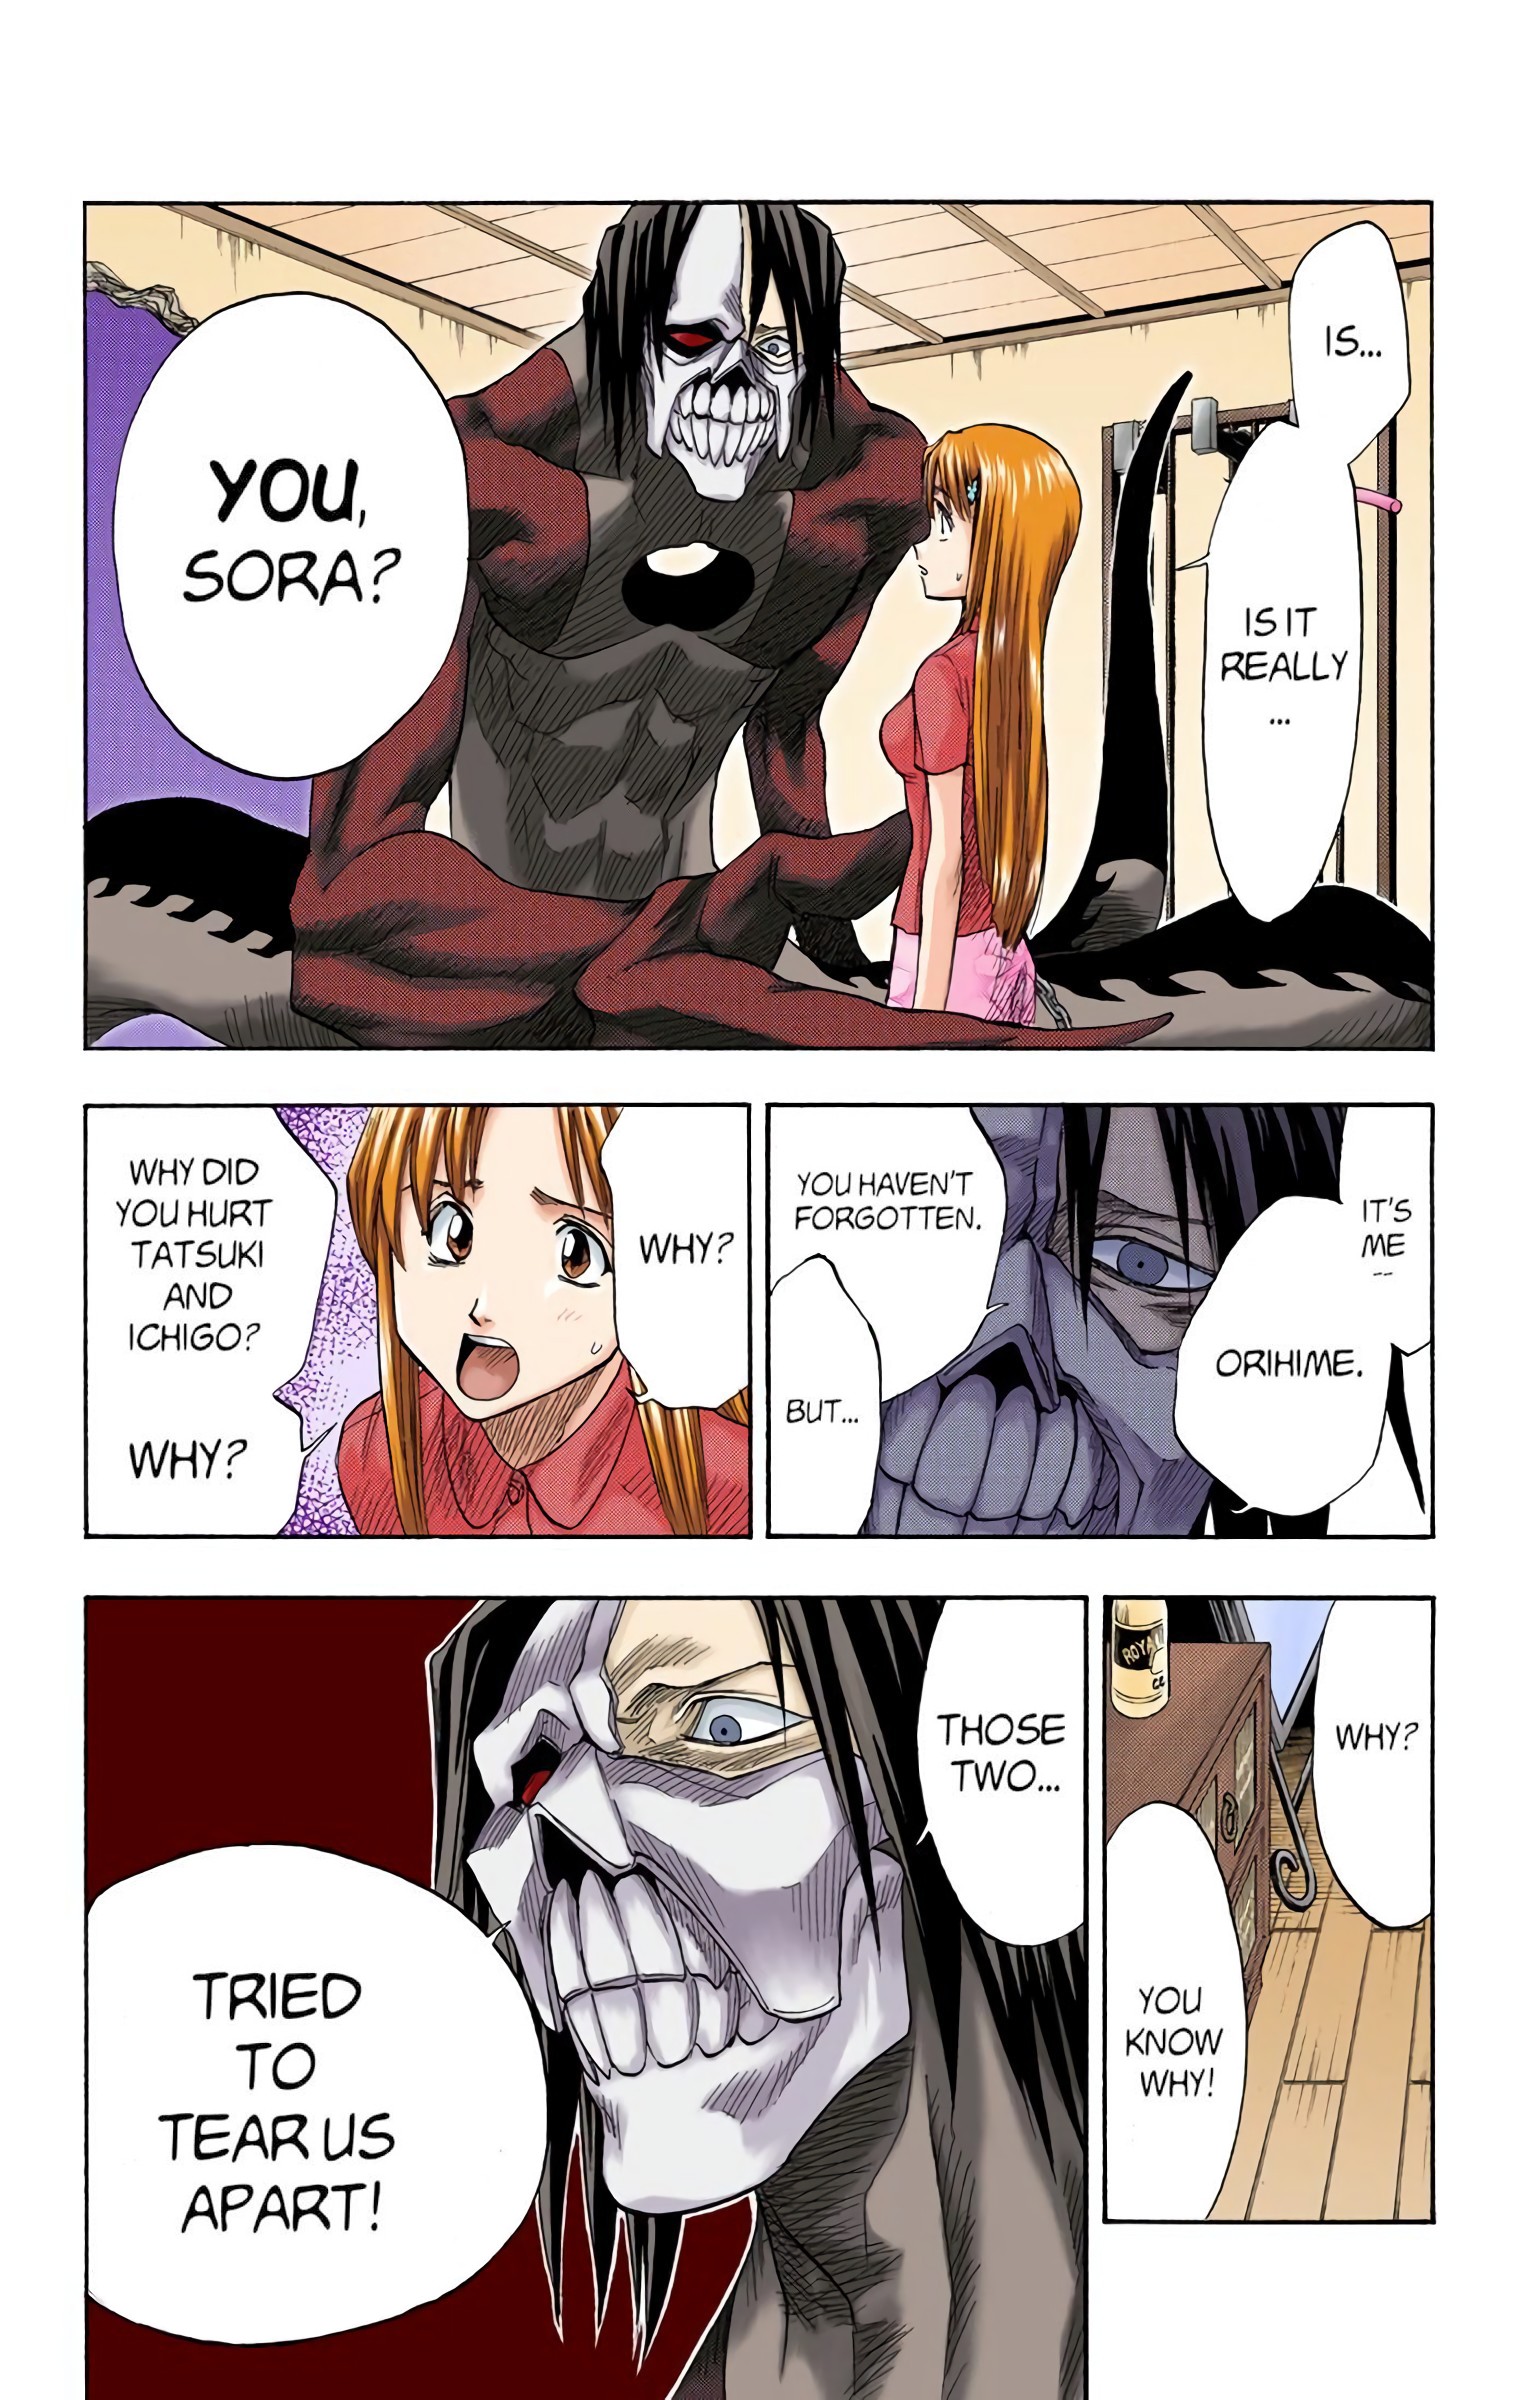 IS...
IS IT
REALLY
...
YOU,
SORA?
IT'S
ME
--
ORIHIME.
YOU HAVEN'T
FORGOTTEN.
BUT...
WHY?
WHY DID
YOU HURT
TATSUKI
AND
ICHIGO?
WHY?
WHY?
ROYAL
YOU
KNOW
WHY!
THOSE
TWO...
TRIED
TO
TEAR US
APART!